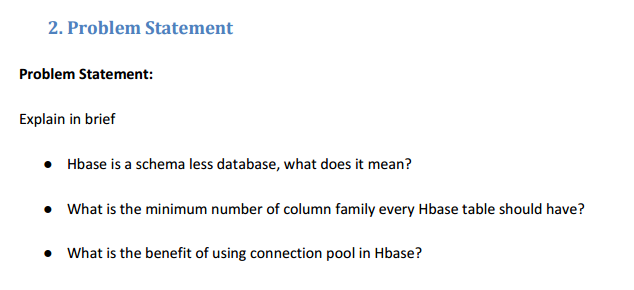 2. Problem Statement
Problem Statement:
Explain in brief
● Hbase is a schema less database, what does it mean?
● What is the minimum number of column family every Hbase table should have?
● What is the benefit of using connection pool in Hbase?